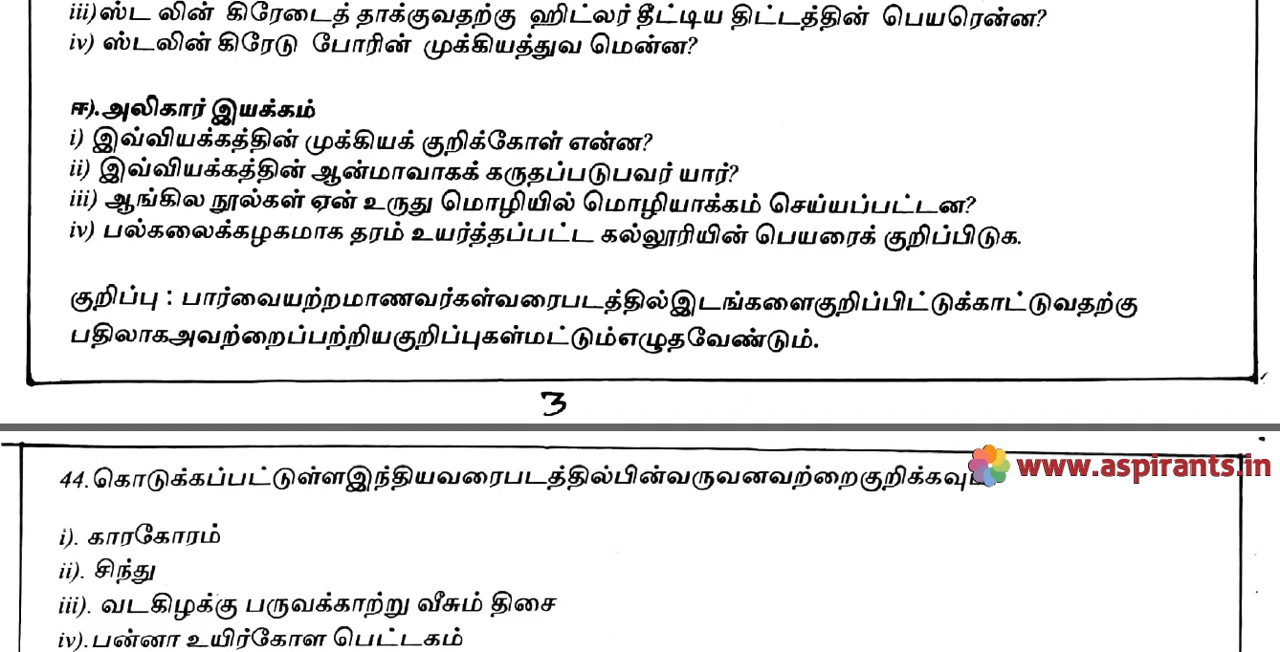 iii)ஸ்ட லின் கிரேடைத் தாக்குவதற்கு ஹிட்லர் தீட்டிய திட்டத்தின் பெயரென்ன?
iv) ஸ்டலின் கிரேடு போரின் முக்கியத்துவ மென்ன?
ஈ).அலிகார் இயக்கம்
i) இவ்வியக்கத்தின் முக்கியக் குறிக்கோள் என்ன?
ii) இவ்வியக்கத்தின் ஆன்மாவாகக் கருதப்படுபவர் யார்?
iii) ஆங்கில நூல்கள் ஏன் உருது மொழியில் மொழியாக்கம் செய்யப்பட்டன?
iv) பல்கலைக்கழகமாக தரம் உயர்த்தப்பட்ட கல்லூரியின் பெயரைக் குறிப்பிடுக.
குறிப்பு : பார்வையற்றமாணவர்கள்வரைபடத்தில்இடங்களைகுறிப்பிட்டுக்காட்டுவதற்கு
பதிலாகஅவற்றைப்பற்றியகுறிப்புகள்மட்டும்எழுதவேண்டும்.
3
44.கொடுக்கப்பட்டுள்ளஇந்தியவரைபடத்தில்பின்வருவனவற்றைகுறிக்கவும்
www.aspirants.in
i). காரகோரம்
ii). சிந்து
iii). வடகிழக்கு பருவக்காற்று வீசும் திசை
iv).பன்னா உயிர்கோள பெட்டகம்